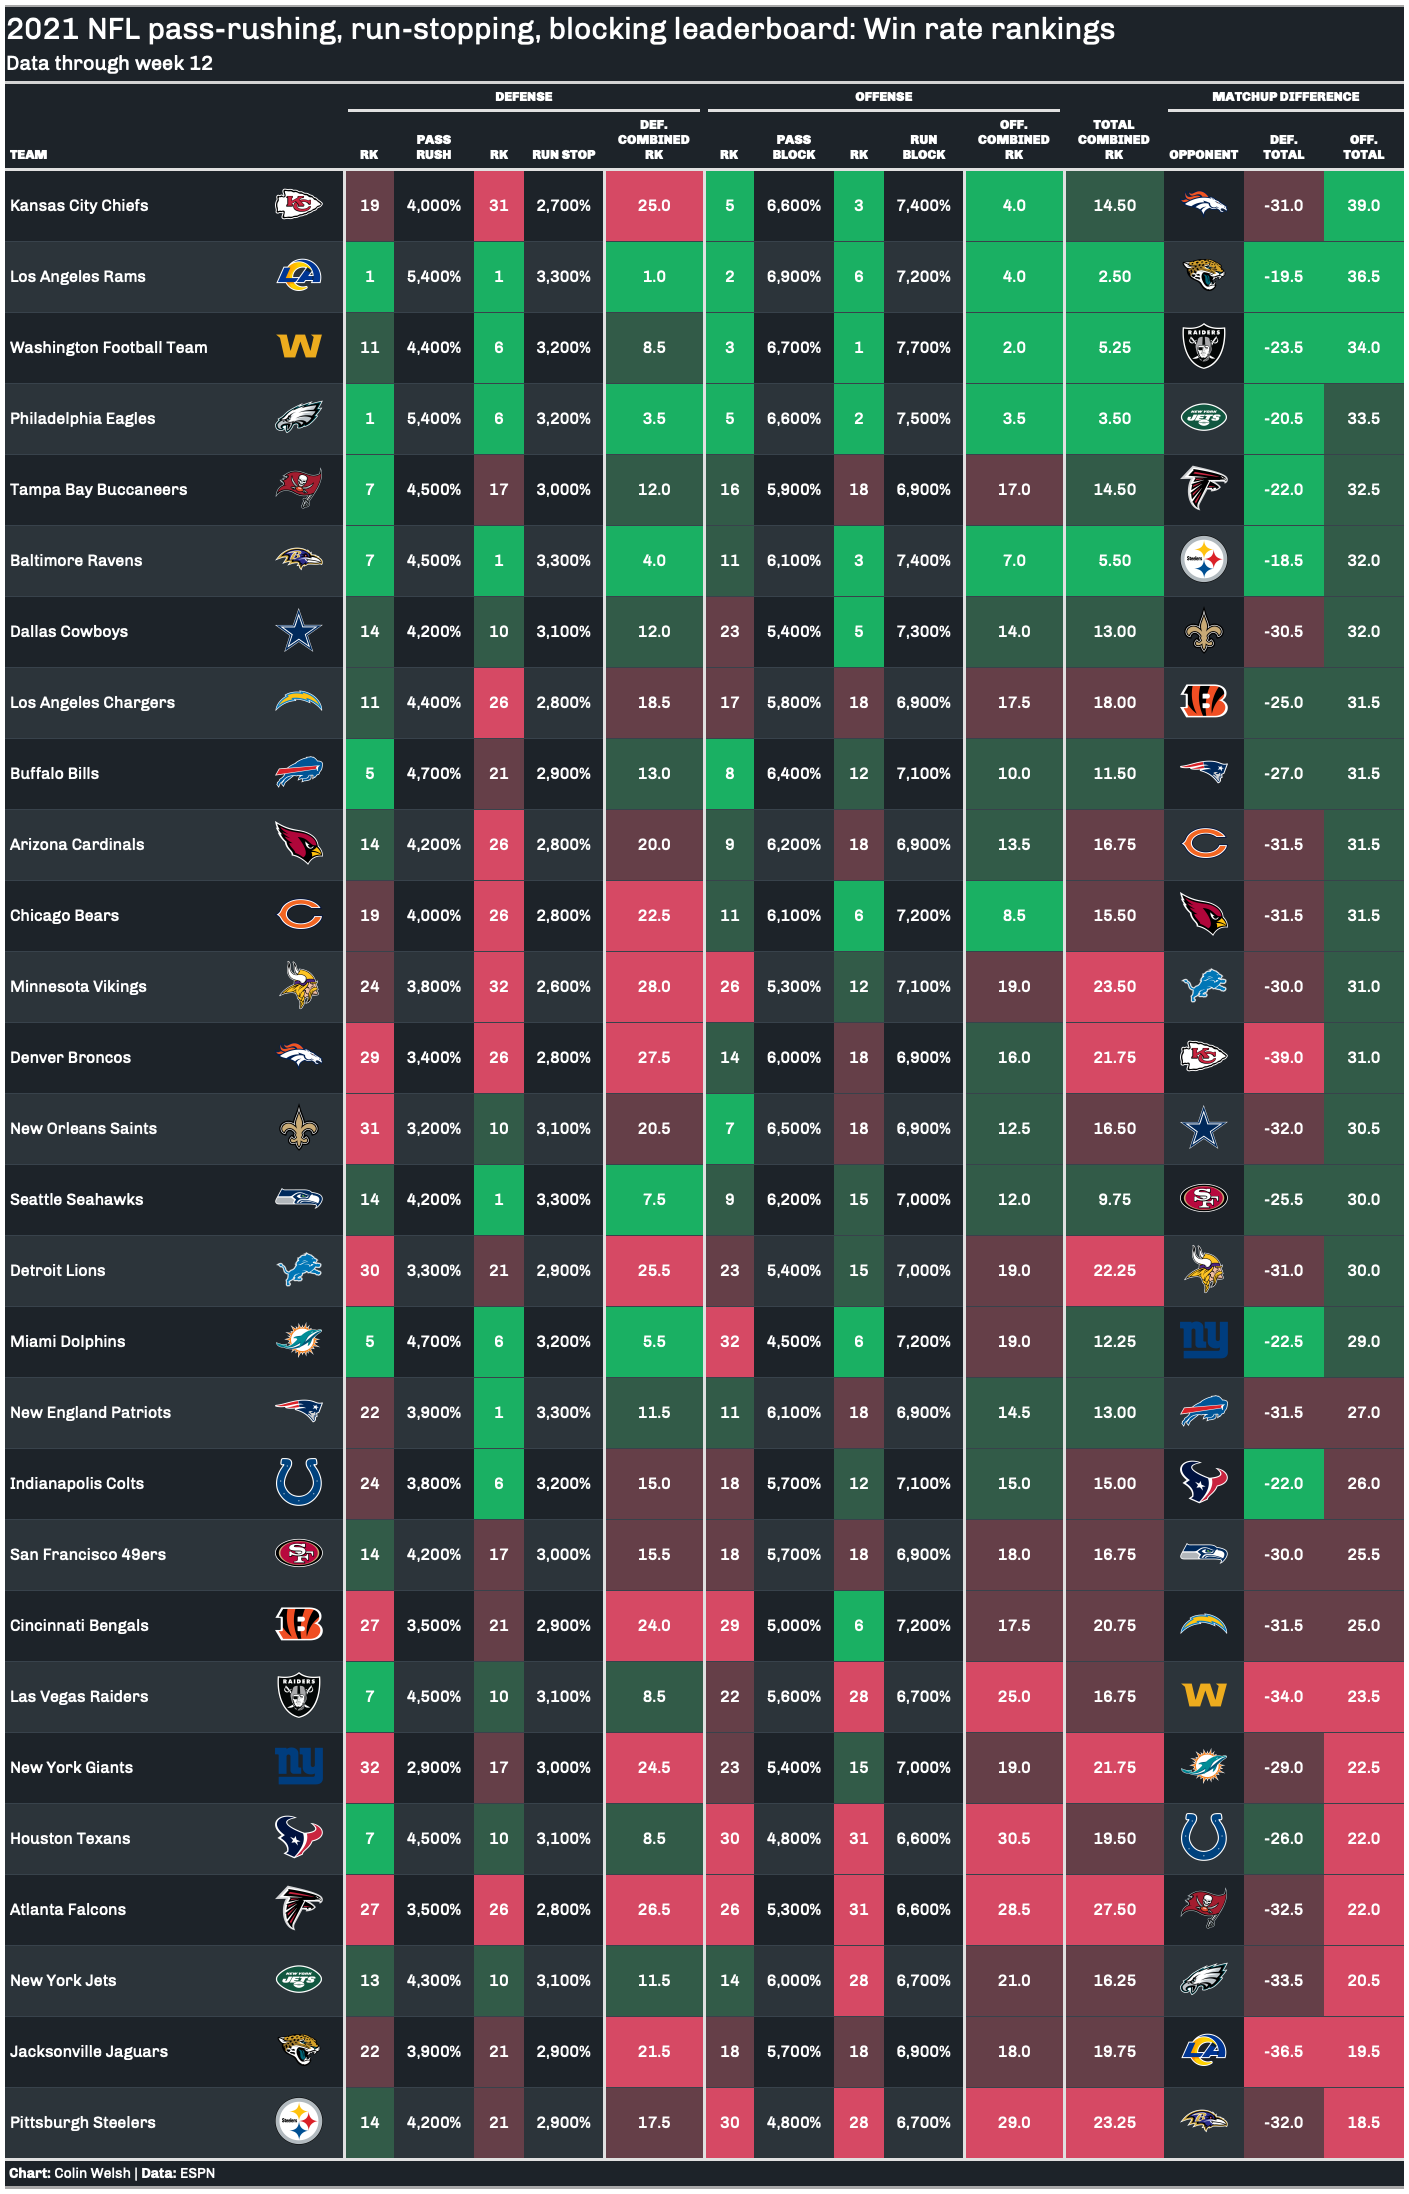 2021 NFL pass-rushing, run-stopping, blocking leaderboard: Win rate rankings
Data through week 12
DEFENSE OFFENSE MATCHUP DIFFERENCE
TEAM RK PASS RUSH RK RUN STOP DEF. COMBINED RK RK PASS BLOCK RK RUN BLOCK OFF. COMBINED RK TOTAL COMBINED RK OPPONENT DEF. TOTAL OFF. TOTAL
Kansas City Chiefs 19 4,000% 31 2,700% 25.0 5 6,600% 3 7,400% 4.0 14.50 -31.0 39.0
Los Angeles Rams 1 5,400% 1 3,300% 1.0 2 6,900% 6 7,200% 4.0 2.50 -19.5 36.5
Washington Football Team 11 4,400% 6 3,200% 8.5 3 6,700% 1 7,700% 2.0 5.25 RAIDERS -23.5 34.0
Philadelphia Eagles 1 5,400% 6 3,200% 3.5 5 6,600% 2 7,500% 3.5 3.50 NEW YORK JETS -20.5 33.5
Tampa Bay Buccaneers 7 4,500% 17 3,000% 12.0 16 5,900% 18 6,900% 17.0 14.50 -22.0 32.5
Baltimore Ravens 7 4,500% 1 3,300% 4.0 11 6,100% 3 7,400% 7.0 5.50 Steelers -18.5 32.0
Dallas Cowboys 14 4,200% 10 3,100% 12.0 23 5,400% 5 7,300% 14.0 13.00 -30.5 32.0
Los Angeles Chargers 11 4,400% 26 2,800% 18.5 17 5,800% 18 6,900% 17.5 18.00 -25.0 31.5
Buffalo Bills 5 4,700% 21 2,900% 13.0 8 6,400% 12 7,100% 10.0 11.50 -27.0 31.5
Arizona Cardinals 14 4,200% 26 2,800% 20.0 9 6,200% 18 6,900% 13.5 16.75 -31.5 31.5
Chicago Bears 19 4,000% 26 2,800% 22.5 11 6,100% 6 7,200% 8.5 15.50 -31.5 31.5
Minnesota Vikings 24 3,800% 32 2,600% 28.0 26 5,300% 12 7,100% 19.0 23.50 -30.0 31.0
Denver Broncos 29 3,400% 26 2,800% 27.5 14 6,000% 18 6,900% 16.0 21.75 KC -39.0 31.0
New Orleans Saints 31 3,200% 10 3,100% 20.5 7 6,500% 18 6,900% 12.5 16.50 -32.0 30.5
Seattle Seahawks 14 4,200% 1 3,300% 7.5 9 6,200% 15 7,000% 12.0 9.75 SF -25.5 30.0
Detroit Lions 30 3,300% 21 2,900% 25.5 23 5,400% 15 7,000% 19.0 22.25 -31.0 30.0
Miami Dolphins 5 4,700% 6 3,200% 5.5 32 4,500% 6 7,200% 19.0 12.25 ny -22.5 29.0
New England Patriots 22 3,900% 1 3,300% 11.5 11 6,100% 18 6,900% 14.5 13.00 -31.5 27.0
Indianapolis Colts 24 3,800% 6 3,200% 15.0 18 5,700% 12 7,100% 15.0 15.00 -22.0 26.0
San Francisco 49ers SF 14 4,200% 17 3,000% 15.5 18 5,700% 18 6,900% 18.0 16.75 -30.0 25.5
Cincinnati Bengals 27 3,500% 21 2,900% 24.0 29 5,000% 6 7,200% 17.5 20.75 -31.5 25.0
Las Vegas Raiders RAIDERS 7 4,500% 10 3,100% 8.5 22 5,600% 28 6,700% 25.0 16.75 W -34.0 23.5
New York Giants ny 32 2,900% 17 3,000% 24.5 23 5,400% 15 7,000% 19.0 21.75 -29.0 22.5
Houston Texans 7 4,500% 10 3,100% 8.5 30 4,800% 31 6,600% 30.5 19.50 -26.0 22.0
Atlanta Falcons 27 3,500% 26 2,800% 26.5 26 5,300% 31 6,600% 28.5 27.50 -32.5 22.0
New York Jets NEW YORK JETS 13 4,300% 10 3,100% 11.5 14 6,000% 28 6,700% 21.0 16.25 -33.5 20.5
Jacksonville Jaguars 22 3,900% 21 2,900% 21.5 18 5,700% 18 6,900% 18.0 19.75 LA -36.5 19.5
Pittsburgh Steelers Steelers 14 4,200% 21 2,900% 17.5 30 4,800% 28 6,700% 29.0 23.25 -32.0 18.5
Chart: Colin Welsh | Data: ESPN